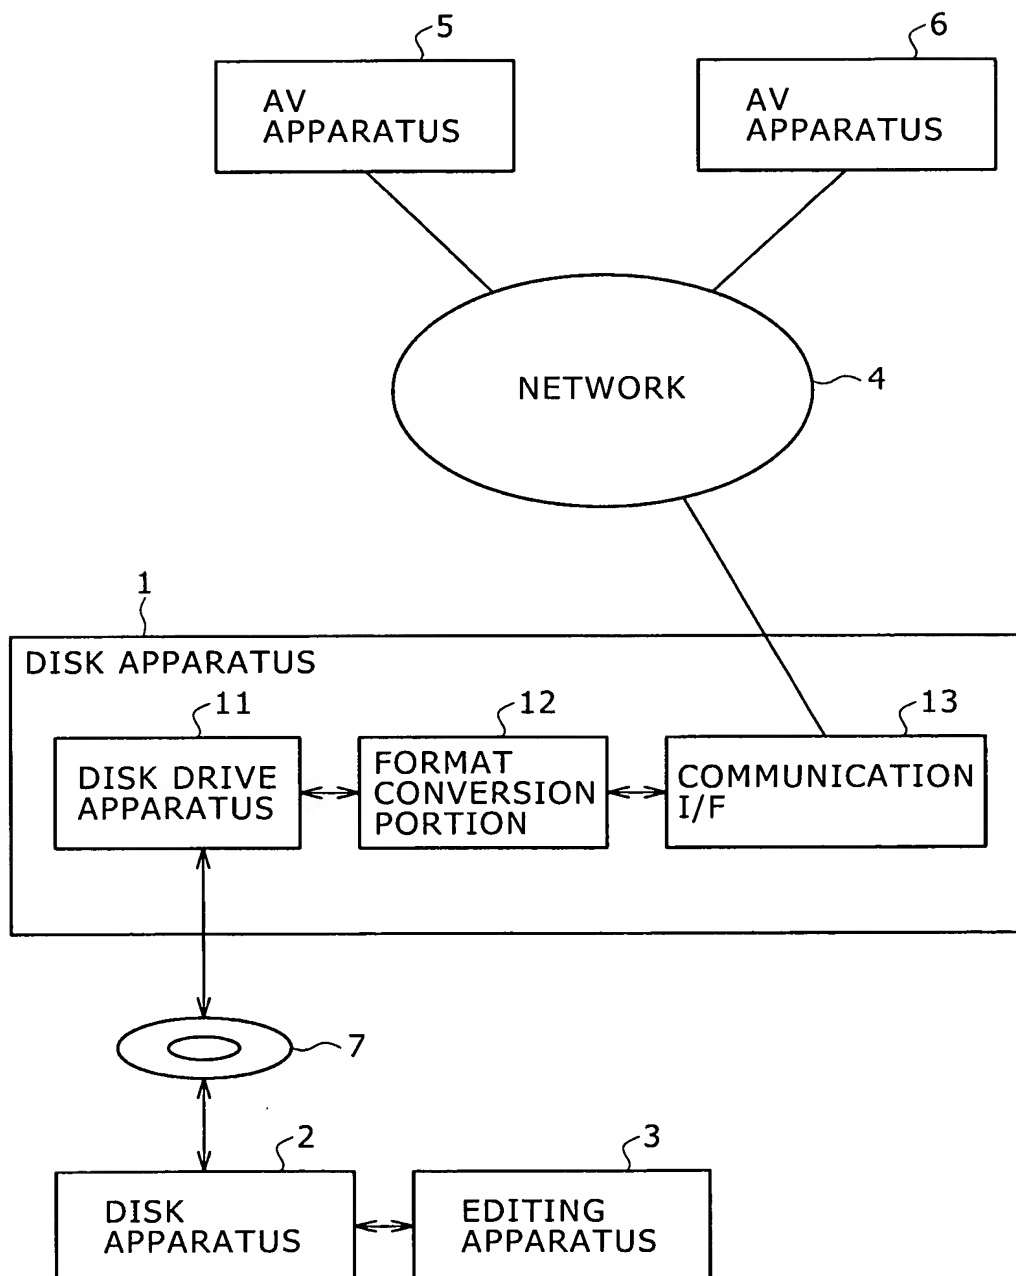 5
6
AV
APPARATUS
AV
APPARATUS
NETWORK
4
1
DISK APPARATUS
11
12
13
DISK DRIVE
APPARATUS
FORMAT
CONVERSION
PORTION
COMMUNICATION
I/F
7
2
3
DISK
APPARATUS
EDITING
APPARATUS